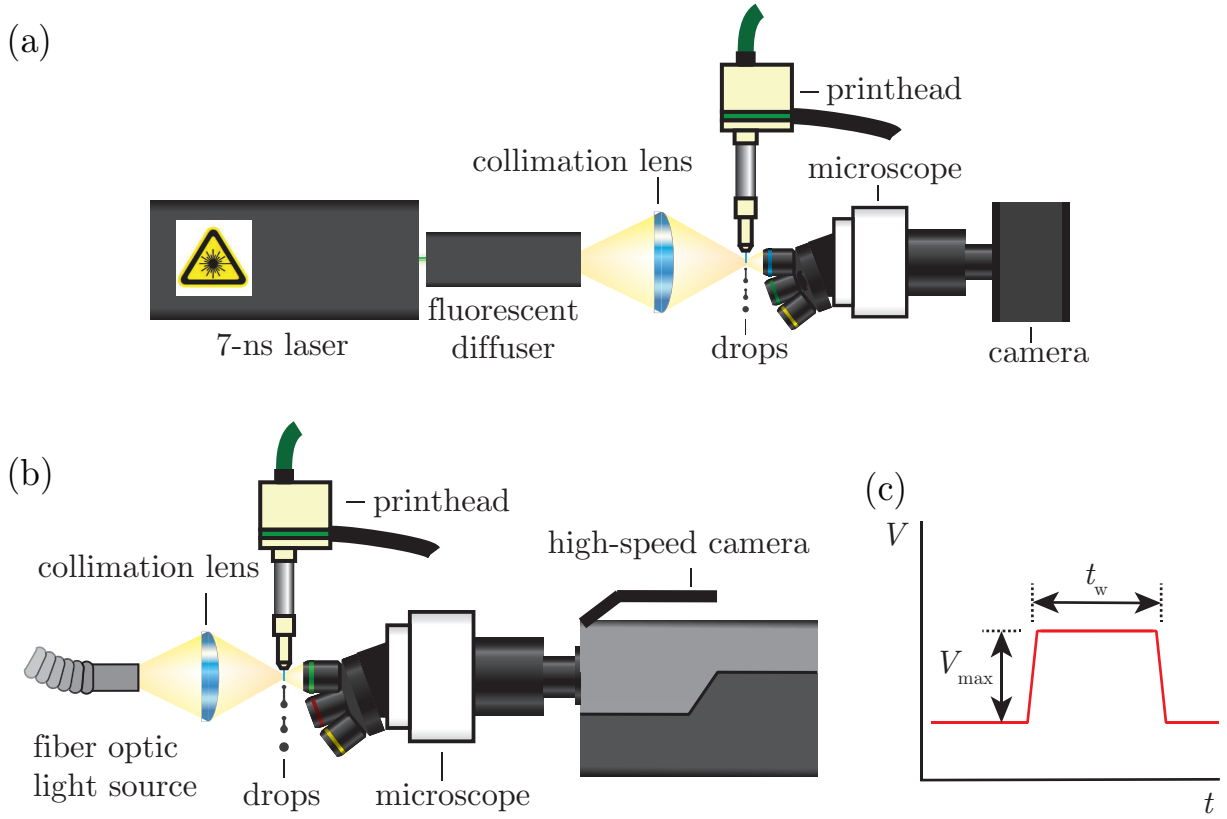 (a)
printhead
collimation lens
microscope
7-ns laser
fluorescent
diffuser
drops
camera
(b)
printhead
collimation lens
high-speed camera
fiber optic
light source
drops
microscope
(c)
V
t_w
V_max
t